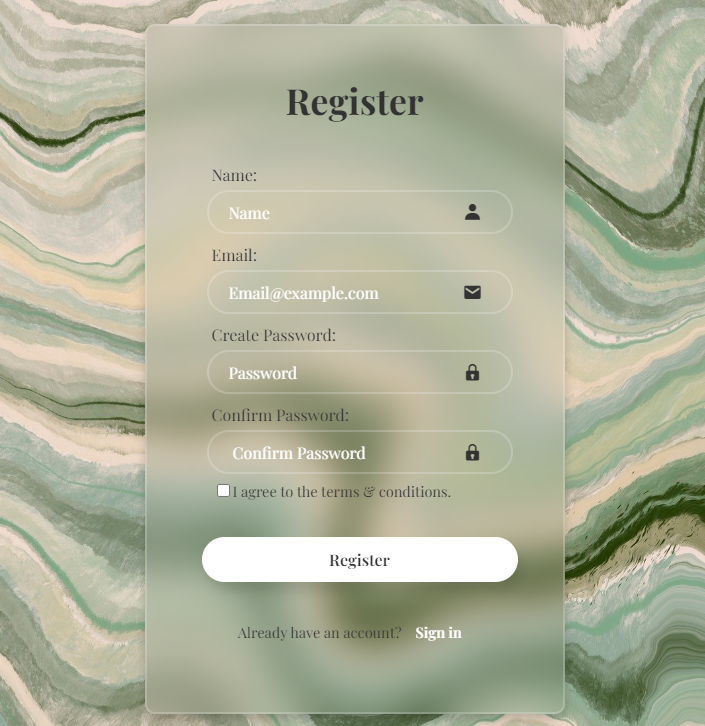 Register
Name:
Name
Email:
Email@example.com
Create Password:
Password
Confirm Password:
Confirm Password
I agree to the terms & conditions.
Register
Already have an account? Sign in